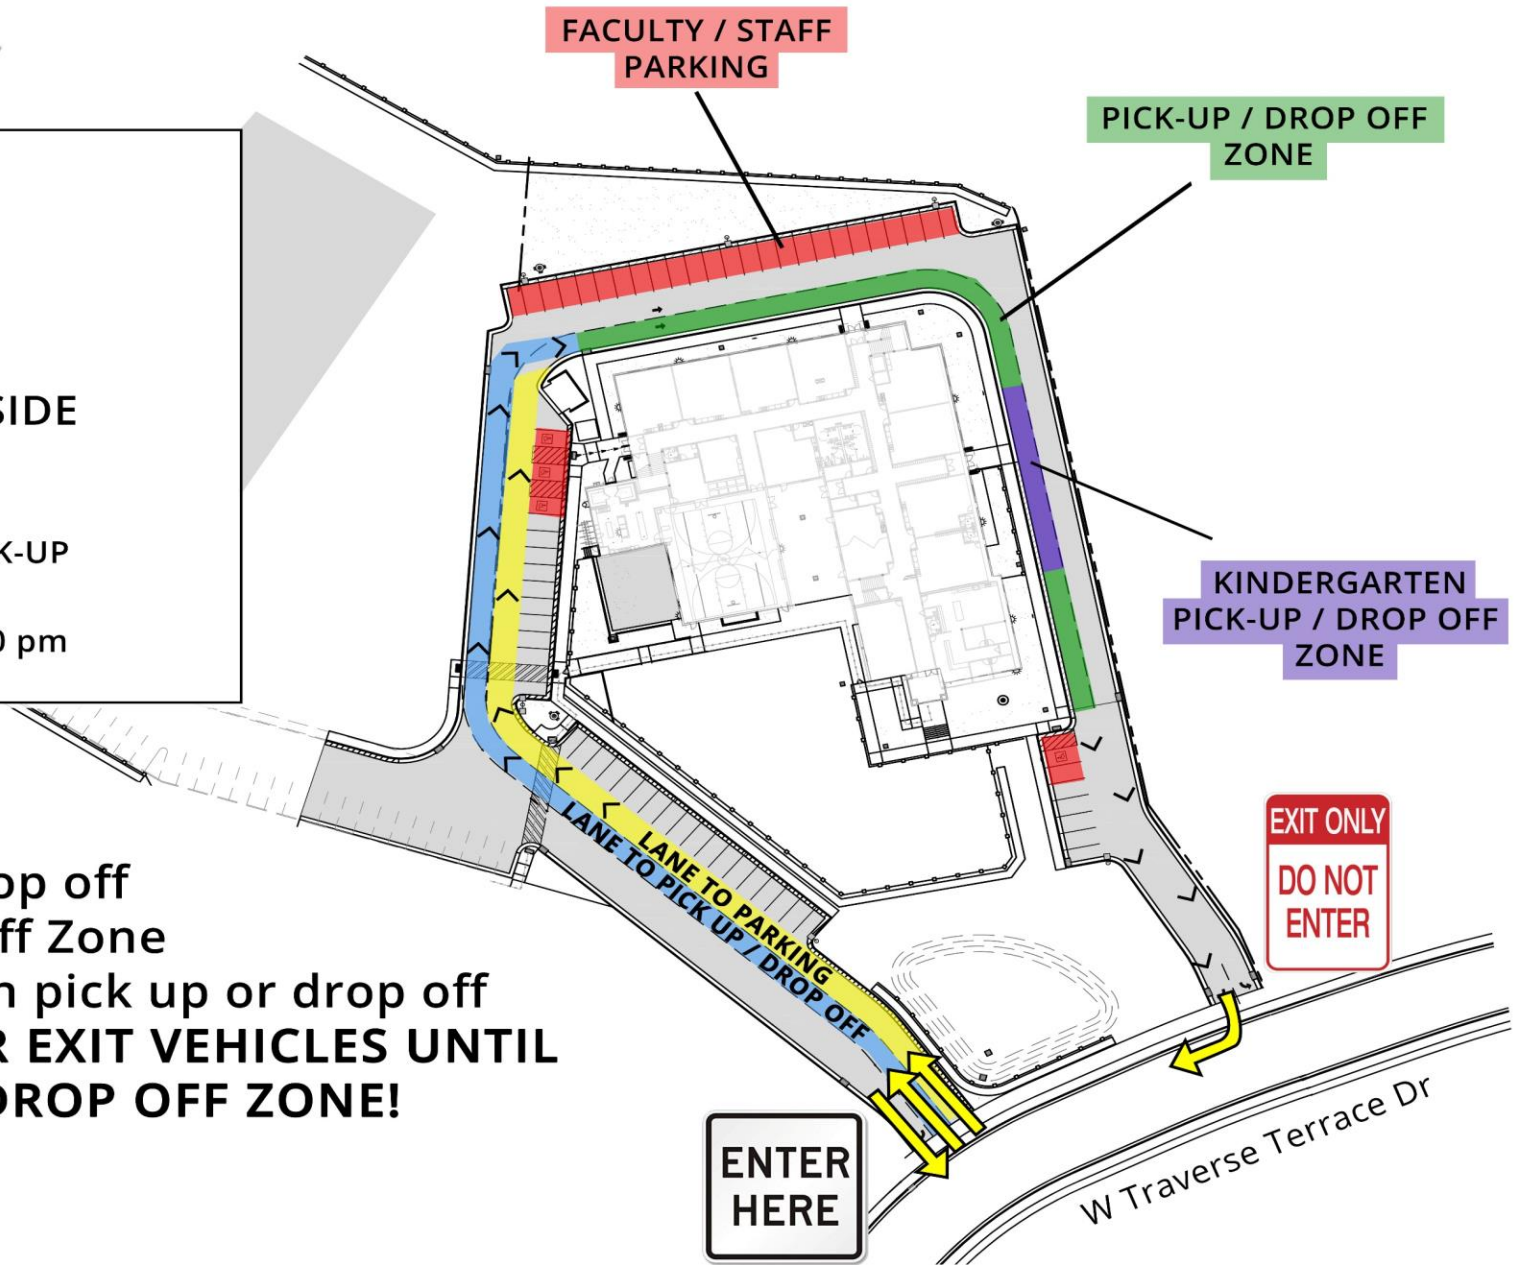 FACULTY / STAFF
PARKING
PICK-UP / DROP OFF
ZONE
SIDE
K-UP
pm
KINDERGARTEN
PICK-UP / DROP OFF
ZONE
LANE TO PARKING
LANE TO PICK UP / DROP OFF
EXIT ONLY
DO NOT
ENTER
op off
ff Zone
n pick up or drop off
R EXIT VEHICLES UNTIL
DROP OFF ZONE!
ENTER
HERE
W Traverse Terrace Dr